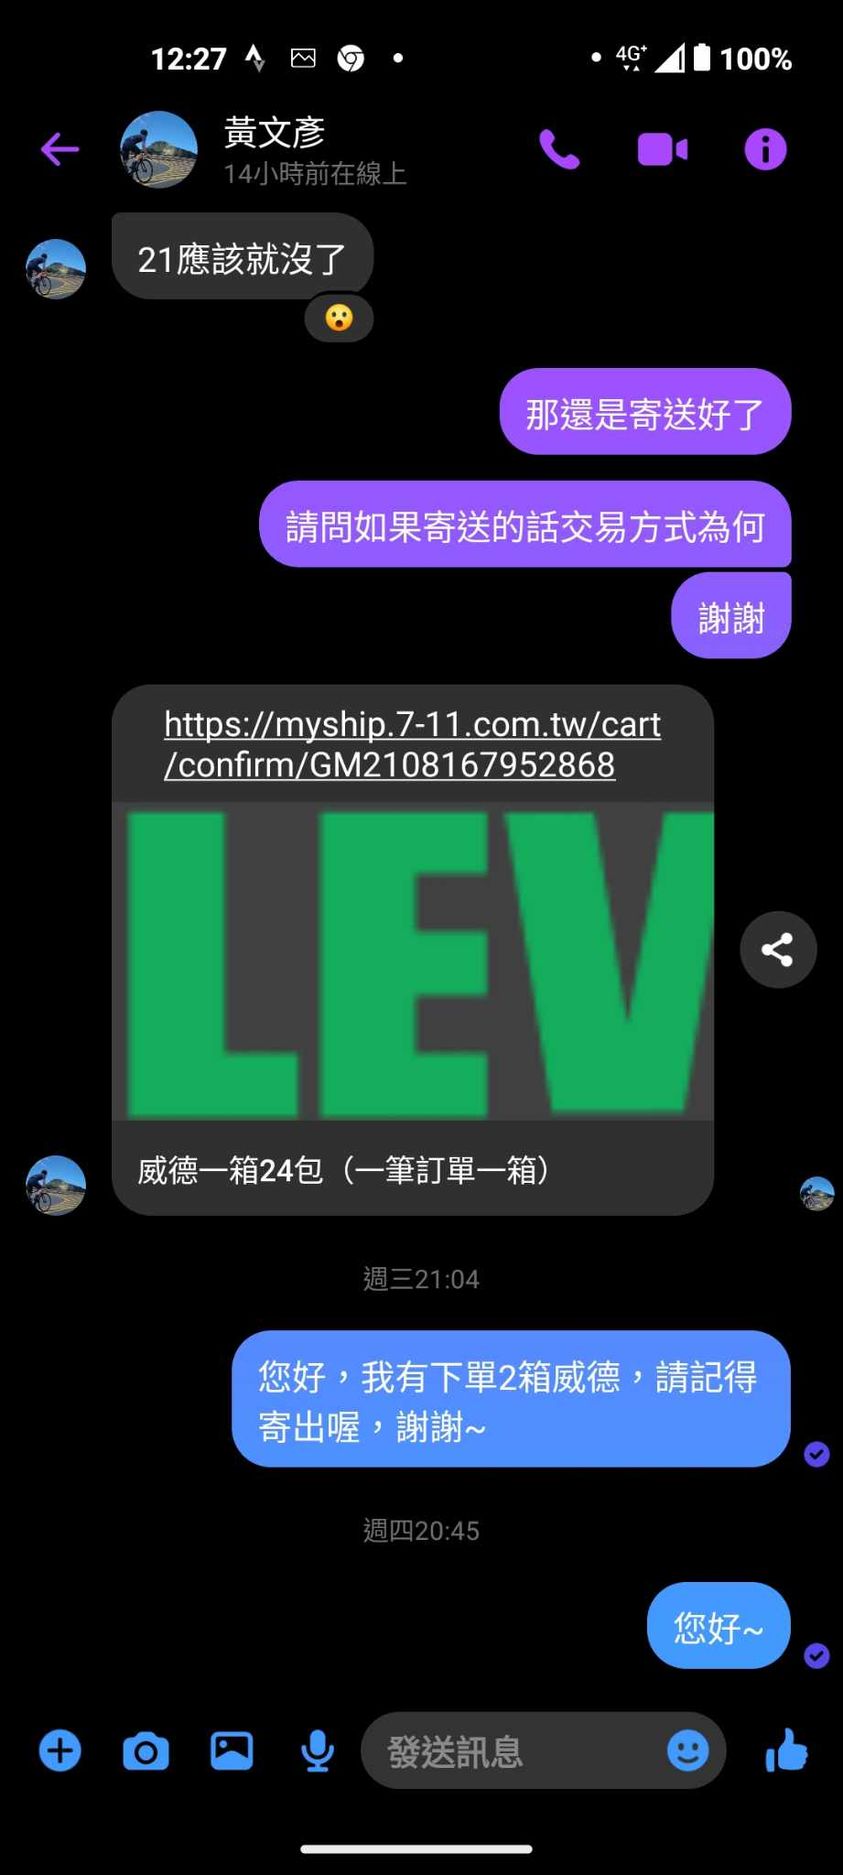 12:27
4G+
100%
黃文彥
14小時前在線上
21應該就沒了
那還是寄送好了
請問如果寄送的話交易方式為何
謝謝
https://myship.7-11.com.tw/cart
/confirm/GM2108167952868
LEV
威德一箱24包（一筆訂單一箱）
週三21:04
您好，我有下單2箱威德，請記得
寄出喔，謝謝~
週四20:45
您好~
發送訊息